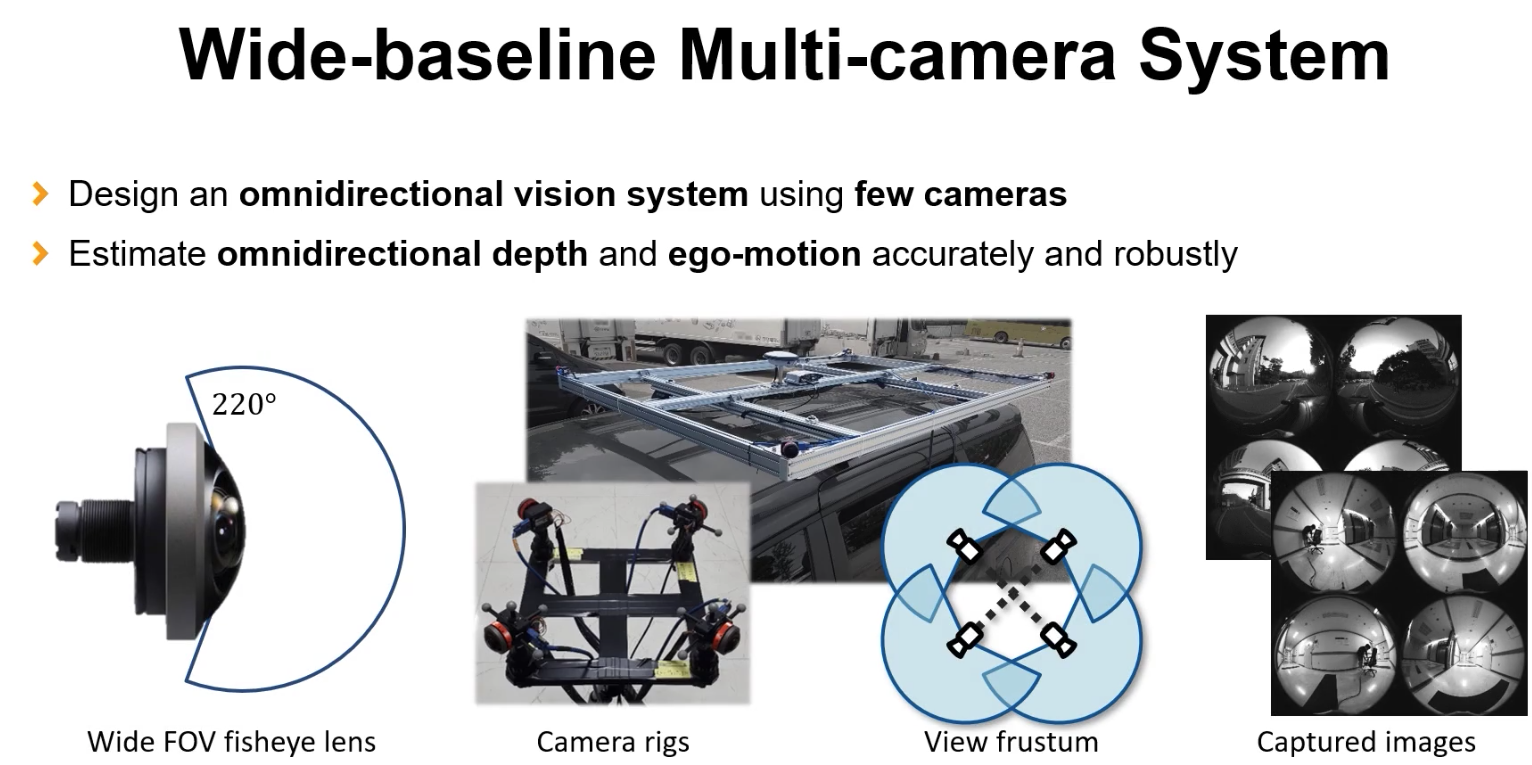 Wide-baseline Multi-camera System
Design an omnidirectional vision system using few cameras
Estimate omnidirectional depth and ego-motion accurately and robustly
220°
Wide FOV fisheye lens
Camera rigs
View frustum
Captured images